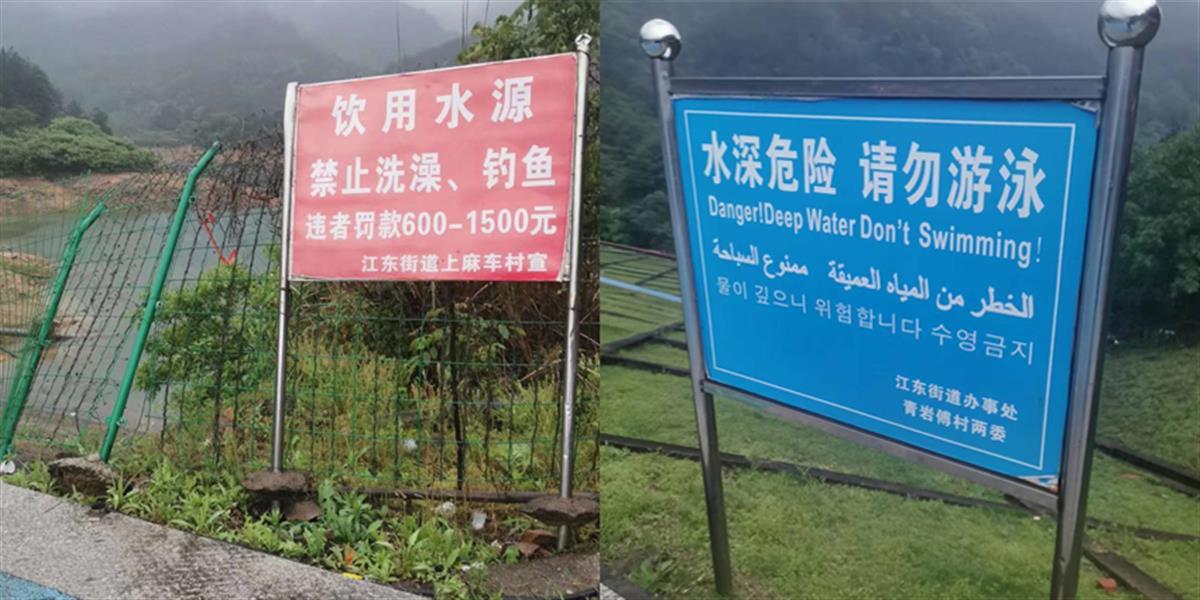 饮用水源
禁止洗澡、钓鱼
违者罚款600-1500元
江东街道上麻车村宣
水深危险 请勿游泳
Danger!Deep Water Don't Swimming!
الخطر من المياه العميقة ممنوع السباحة
물이 깊으니 위험합니다 수영금지
江东街道办事处
青岩傅村两委